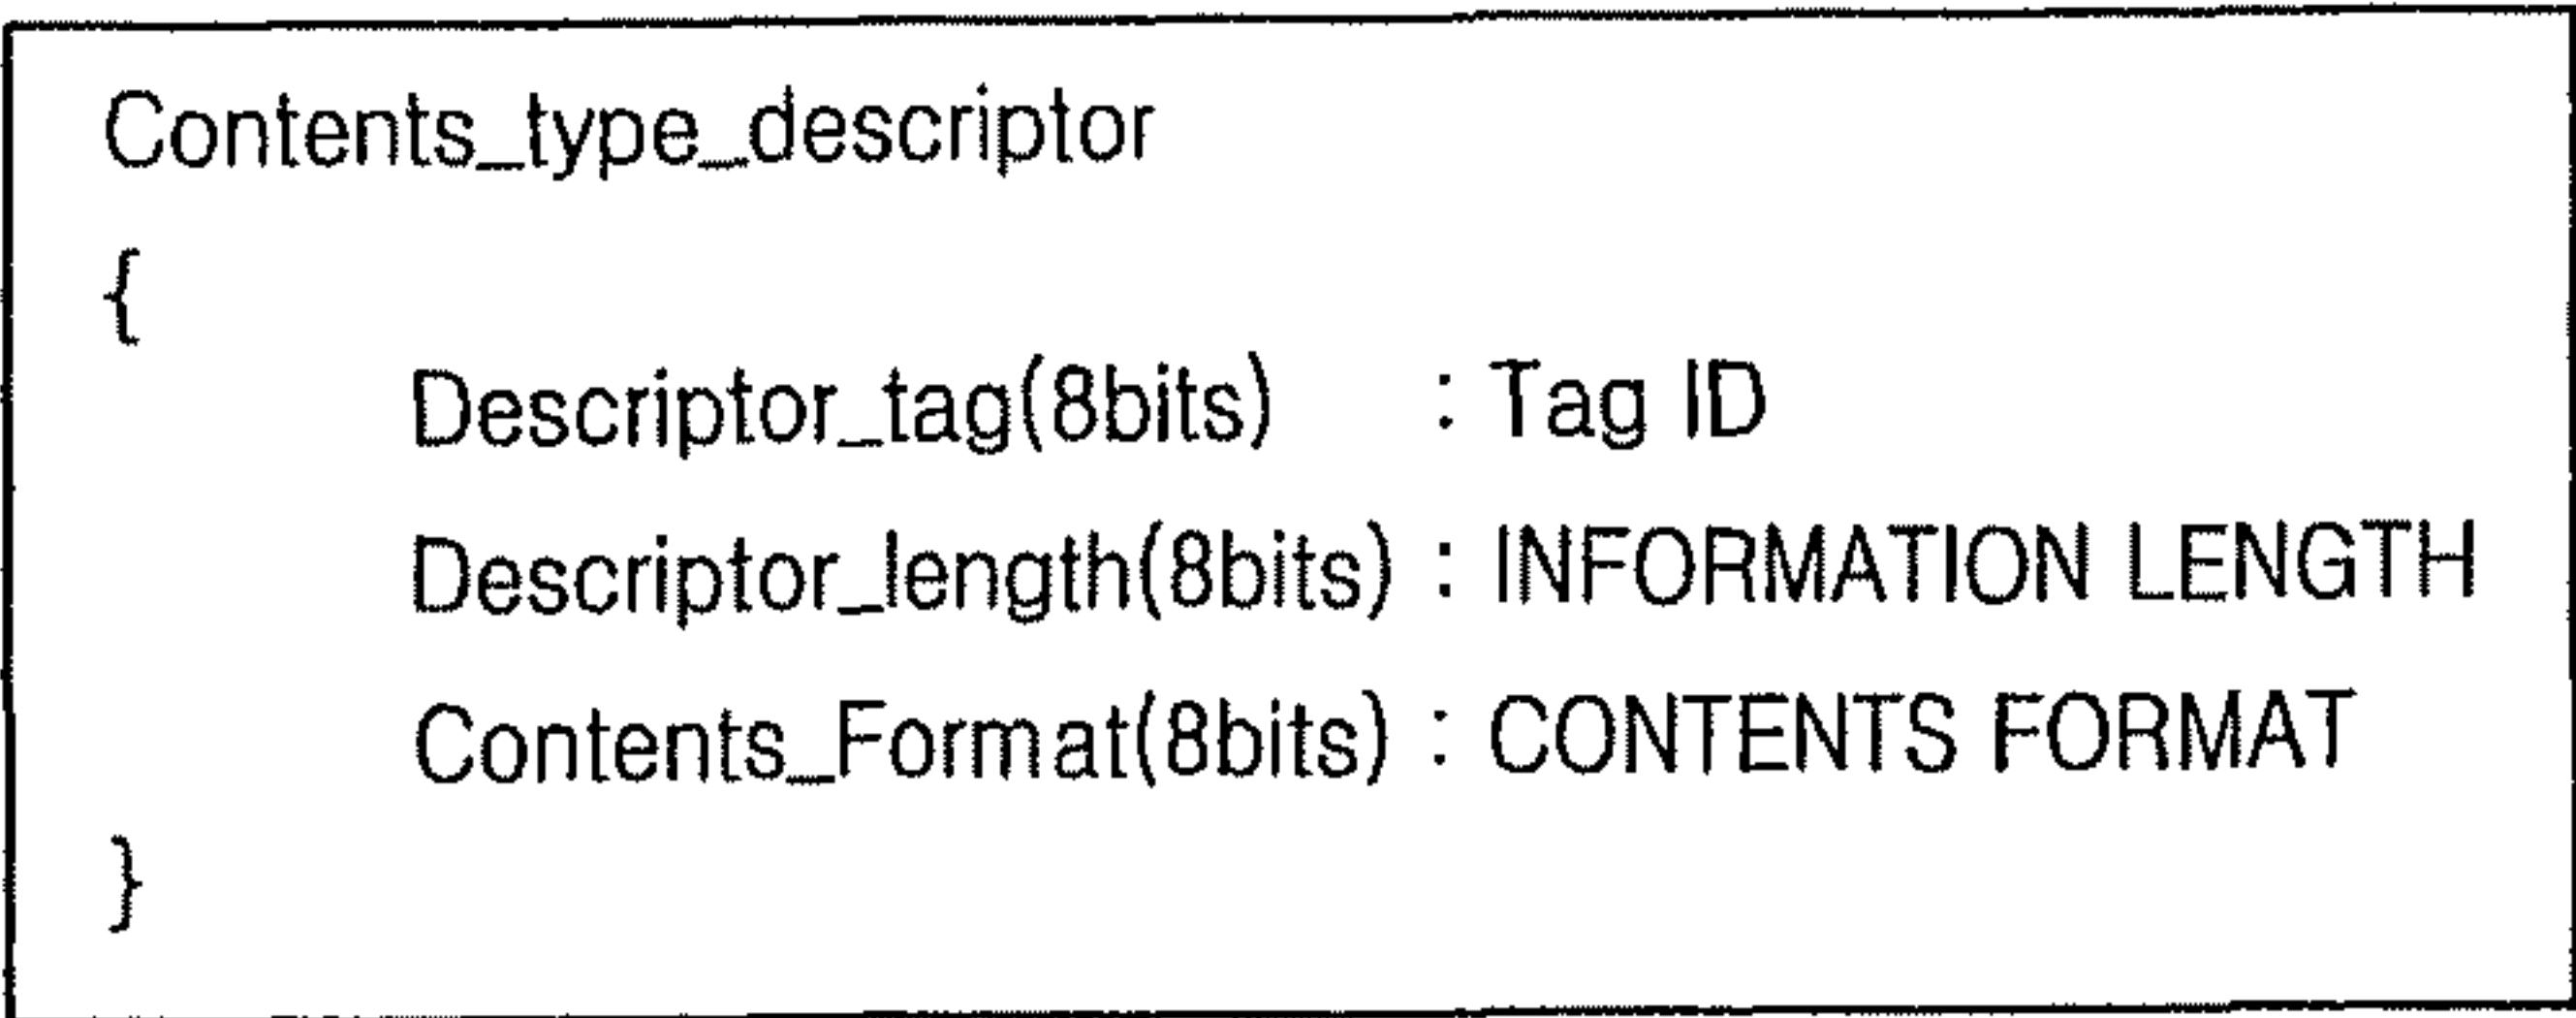 Contents_type_descriptor
{
Descriptor_tag(8bits) : Tag ID
Descriptor_length(8bits) : INFORMATION LENGTH
Contents_Format(8bits) : CONTENTS FORMAT
}